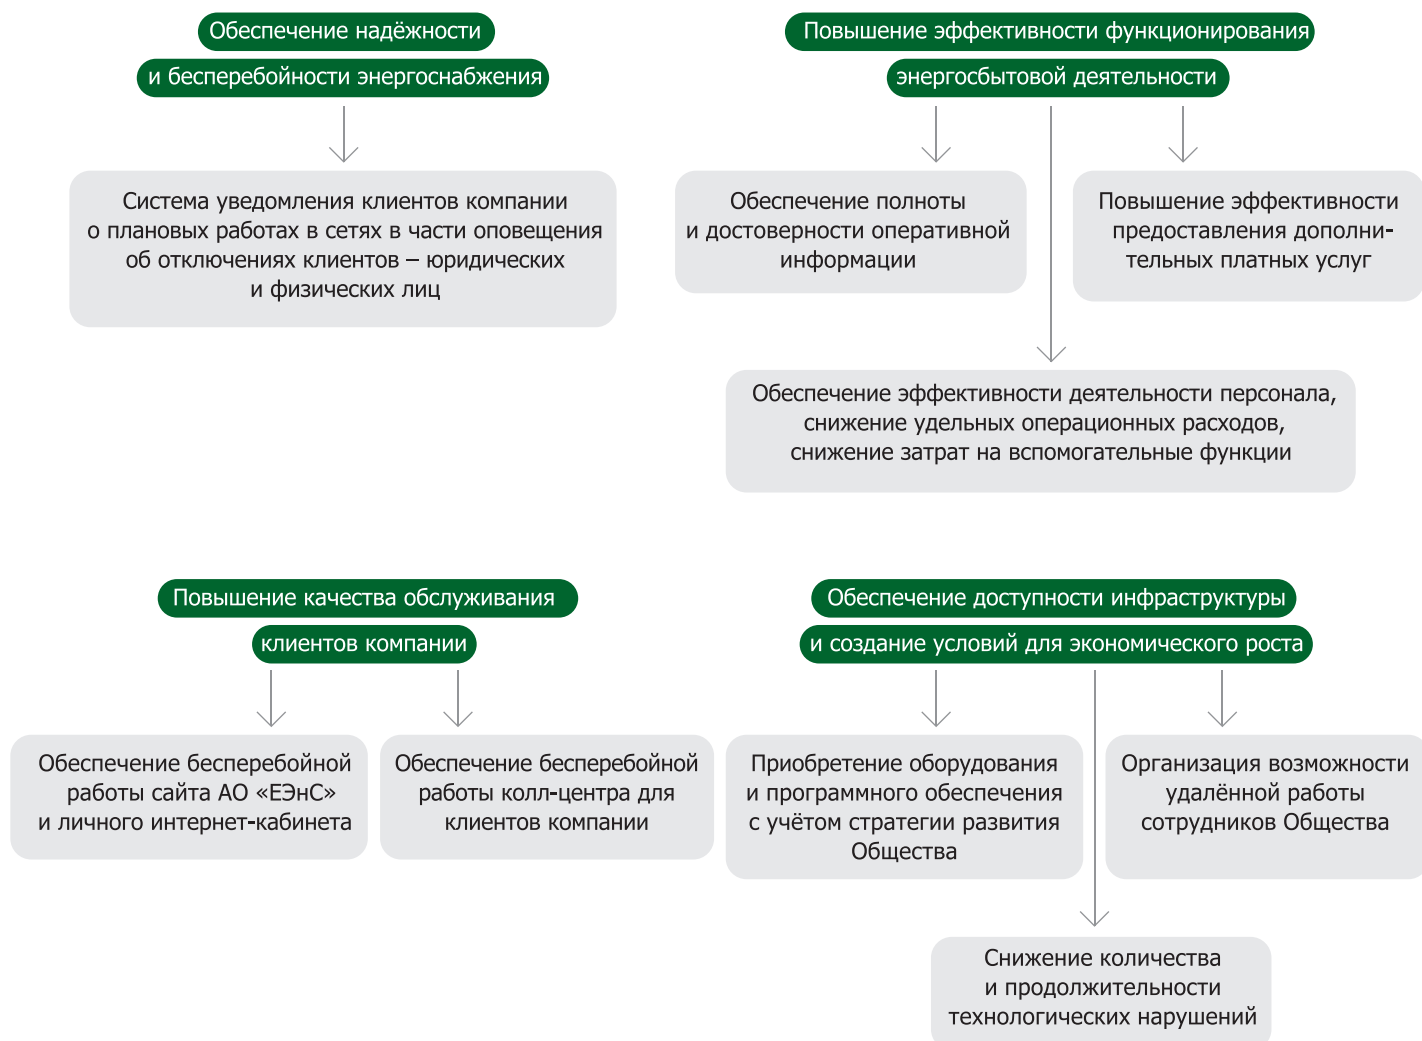 Обеспечение надёжности
и бесперебойности энергоснабжения
Система уведомления клиентов компании
о плановых работах в сетях в части оповещения
об отключениях клиентов – юридических
и физических лиц
Повышение эффективности функционирования
энергосбытовой деятельности
Обеспечение полноты
и достоверности оперативной
информации
Повышение эффективности
предоставления дополни-
тельных платных услуг
Обеспечение эффективности деятельности персонала,
снижение удельных операционных расходов,
снижение затрат на вспомогательные функции
Повышение качества обслуживания
клиентов компании
Обеспечение бесперебойной
работы сайта АО «ЕЭнС»
и личного интернет-кабинета
Обеспечение бесперебойной
работы колл-центра для
клиентов компании
Обеспечение доступности инфраструктуры
и создание условий для экономического роста
Приобретение оборудования
и программного обеспечения
с учётом стратегии развития
Общества
Организация возможности
удалённой работы
сотрудников Общества
Снижение количества
и продолжительности
технологических нарушений